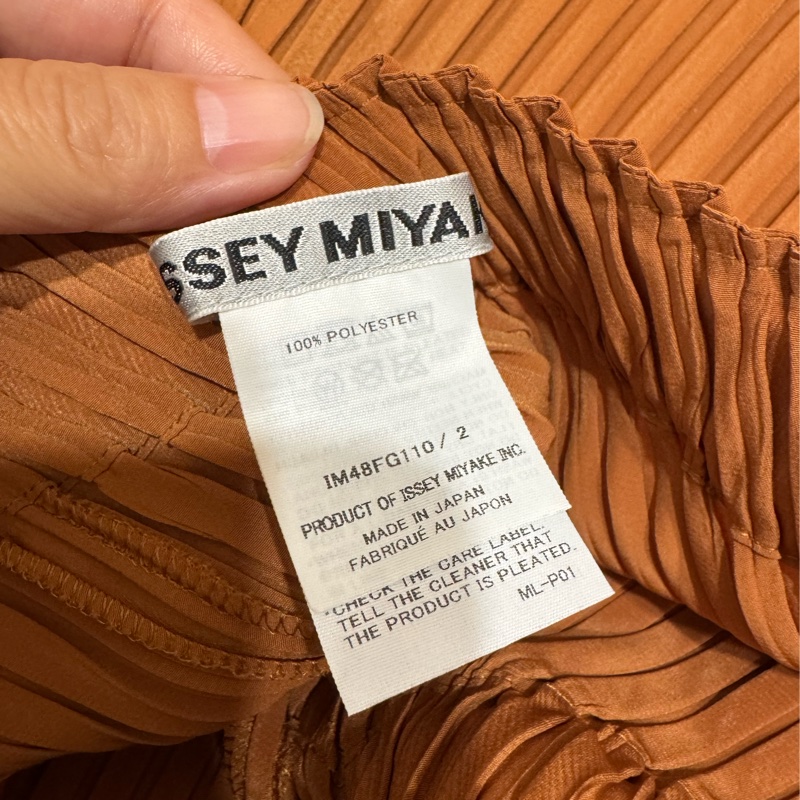 ISSEY MIYAK
100% POLYESTER
IM48FG110 / 2
PRODUCT OF ISSEY MIYAKE INC.
MADE IN JAPAN
FABRIQUÉ AU JAPON
CHECK THE CARE LABEL.
TELL THE CLEANER THAT
THE PRODUCT IS PLEATED.
ML-P01